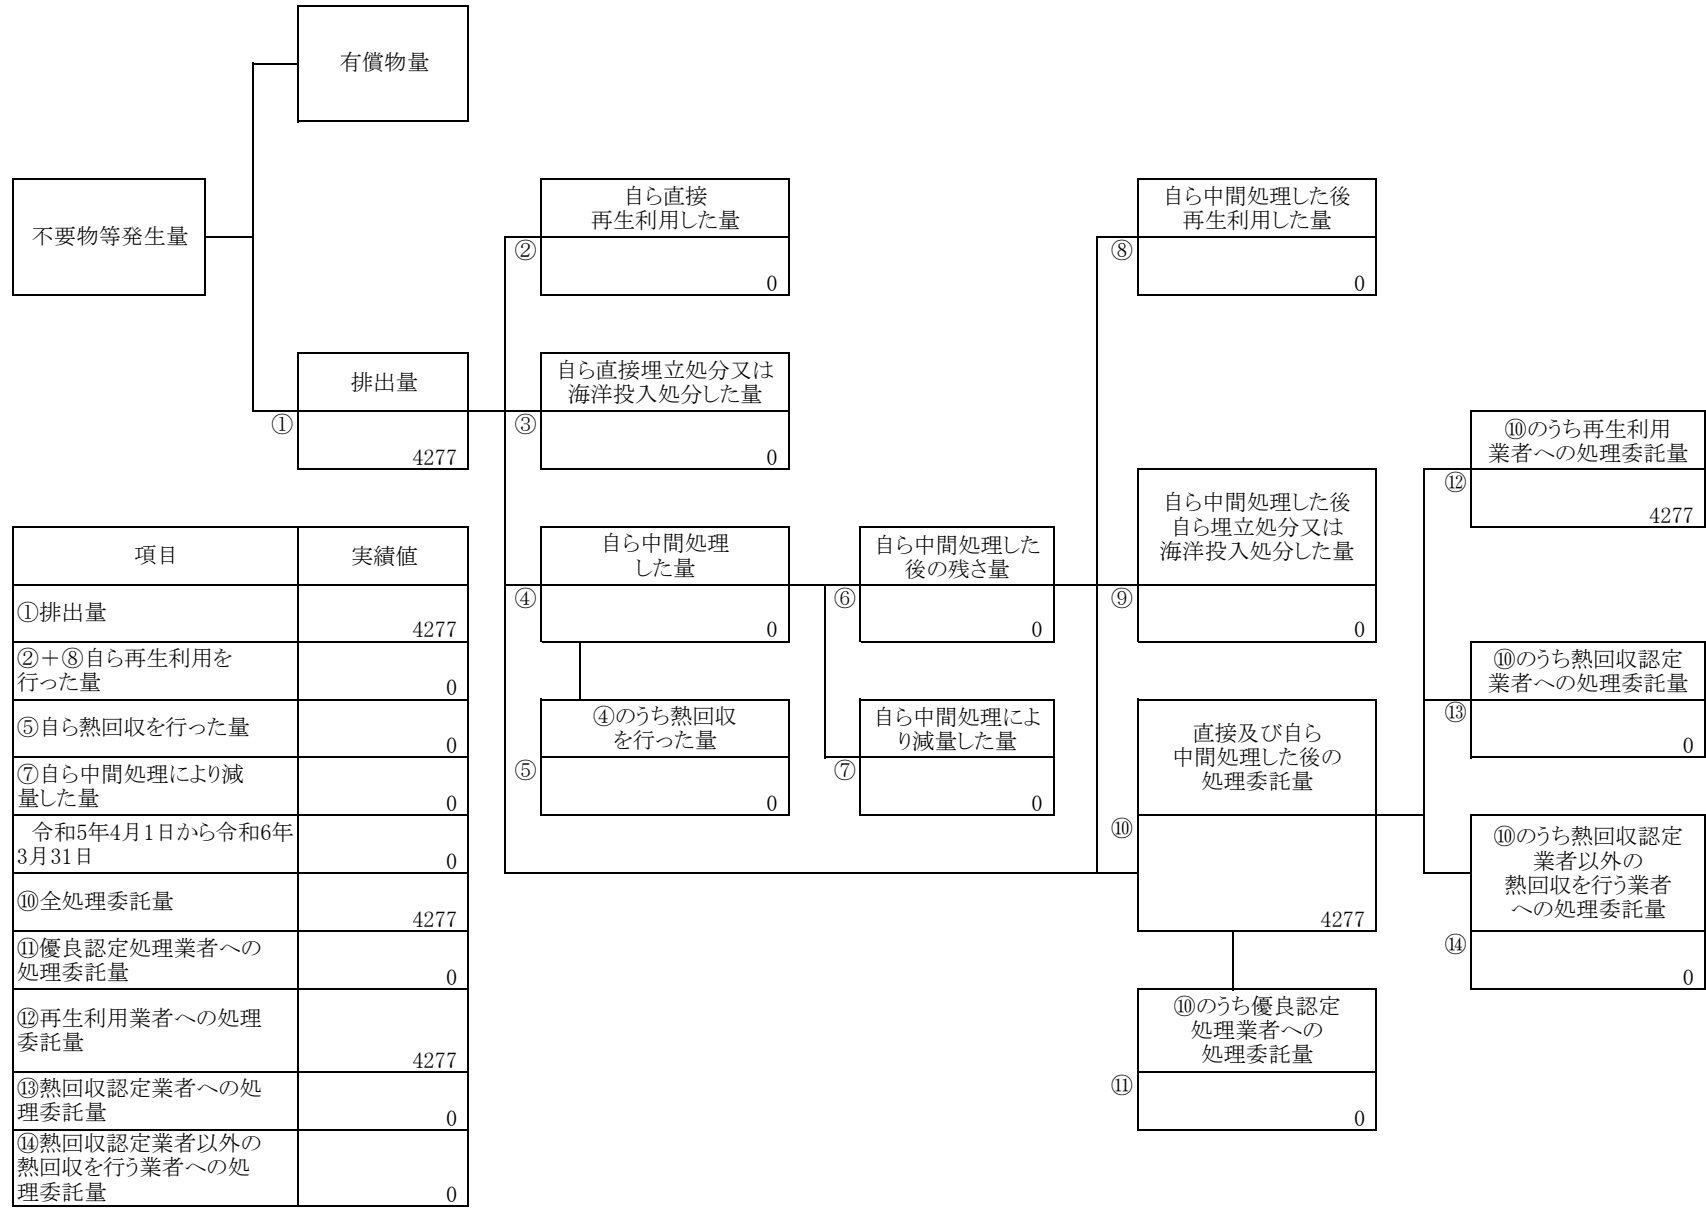 有償物量
不要物等発生量
自ら直接
再生利用した量
②
0
自ら中間処理した後
再生利用した量
⑧
0
排出量
①
4277
自ら直接埋立処分又は
海洋投入処分した量
③
0
⑩のうち再生利用
業者への処理委託量
⑫
4277
自ら中間処理
した量
④
0
自ら中間処理した
後の残さ量
⑥
0
自ら中間処理した後
自ら埋立処分又は
海洋投入処分した量
⑨
0
⑩のうち熱回収認定
業者への処理委託量
⑬
0
④のうち熱回収
を行った量
⑤
0
自ら中間処理によ
り減量した量
⑦
0
直接及び自ら
中間処理した後の
処理委託量
⑩
4277
⑩のうち熱回収認定
業者以外の
熱回収を行う業者
への処理委託量
⑭
0
⑩のうち優良認定
処理業者への
処理委託量
⑪
0
項目 実績値
①排出量
4277
②＋⑧自ら再生利用を
行った量
0
⑤自ら熱回収を行った量
0
⑦自ら中間処理により減
量した量
0
令和5年4月1日から令和6年
3月31日
0
⑩全処理委託量
4277
⑪優良認定処理業者への
処理委託量
0
⑫再生利用業者への処理
委託量
4277
⑬熱回収認定業者への処
理委託量
0
⑭熱回収認定業者以外の
熱回収を行う業者への処
理委託量
0